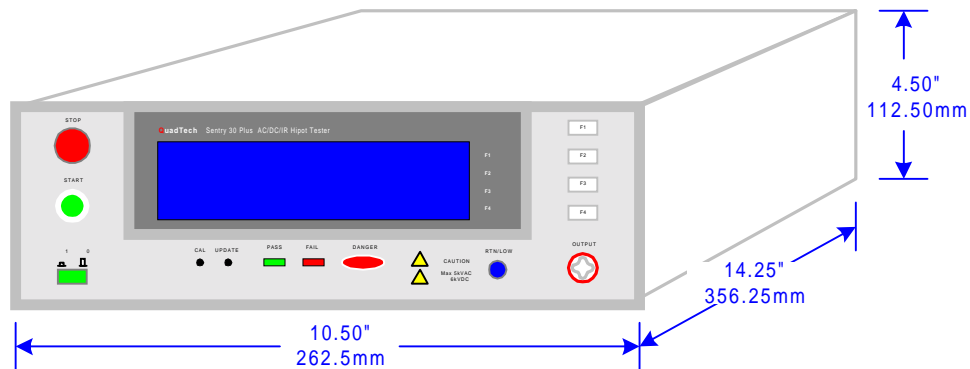 4.50"
112.50mm
STOP
QuadTech Sentry 30 Plus AC/DC/IR Hipot Tester
F1
F2
F3
F4
F1
F2
F3
F4
START
1 0
CAL UPDATE PASS FAIL DANGER
CAUTION
Max 5kVAC
6kVDC
RTN/LOW
OUTPUT
14.25"
356.25mm
10.50"
262.5mm